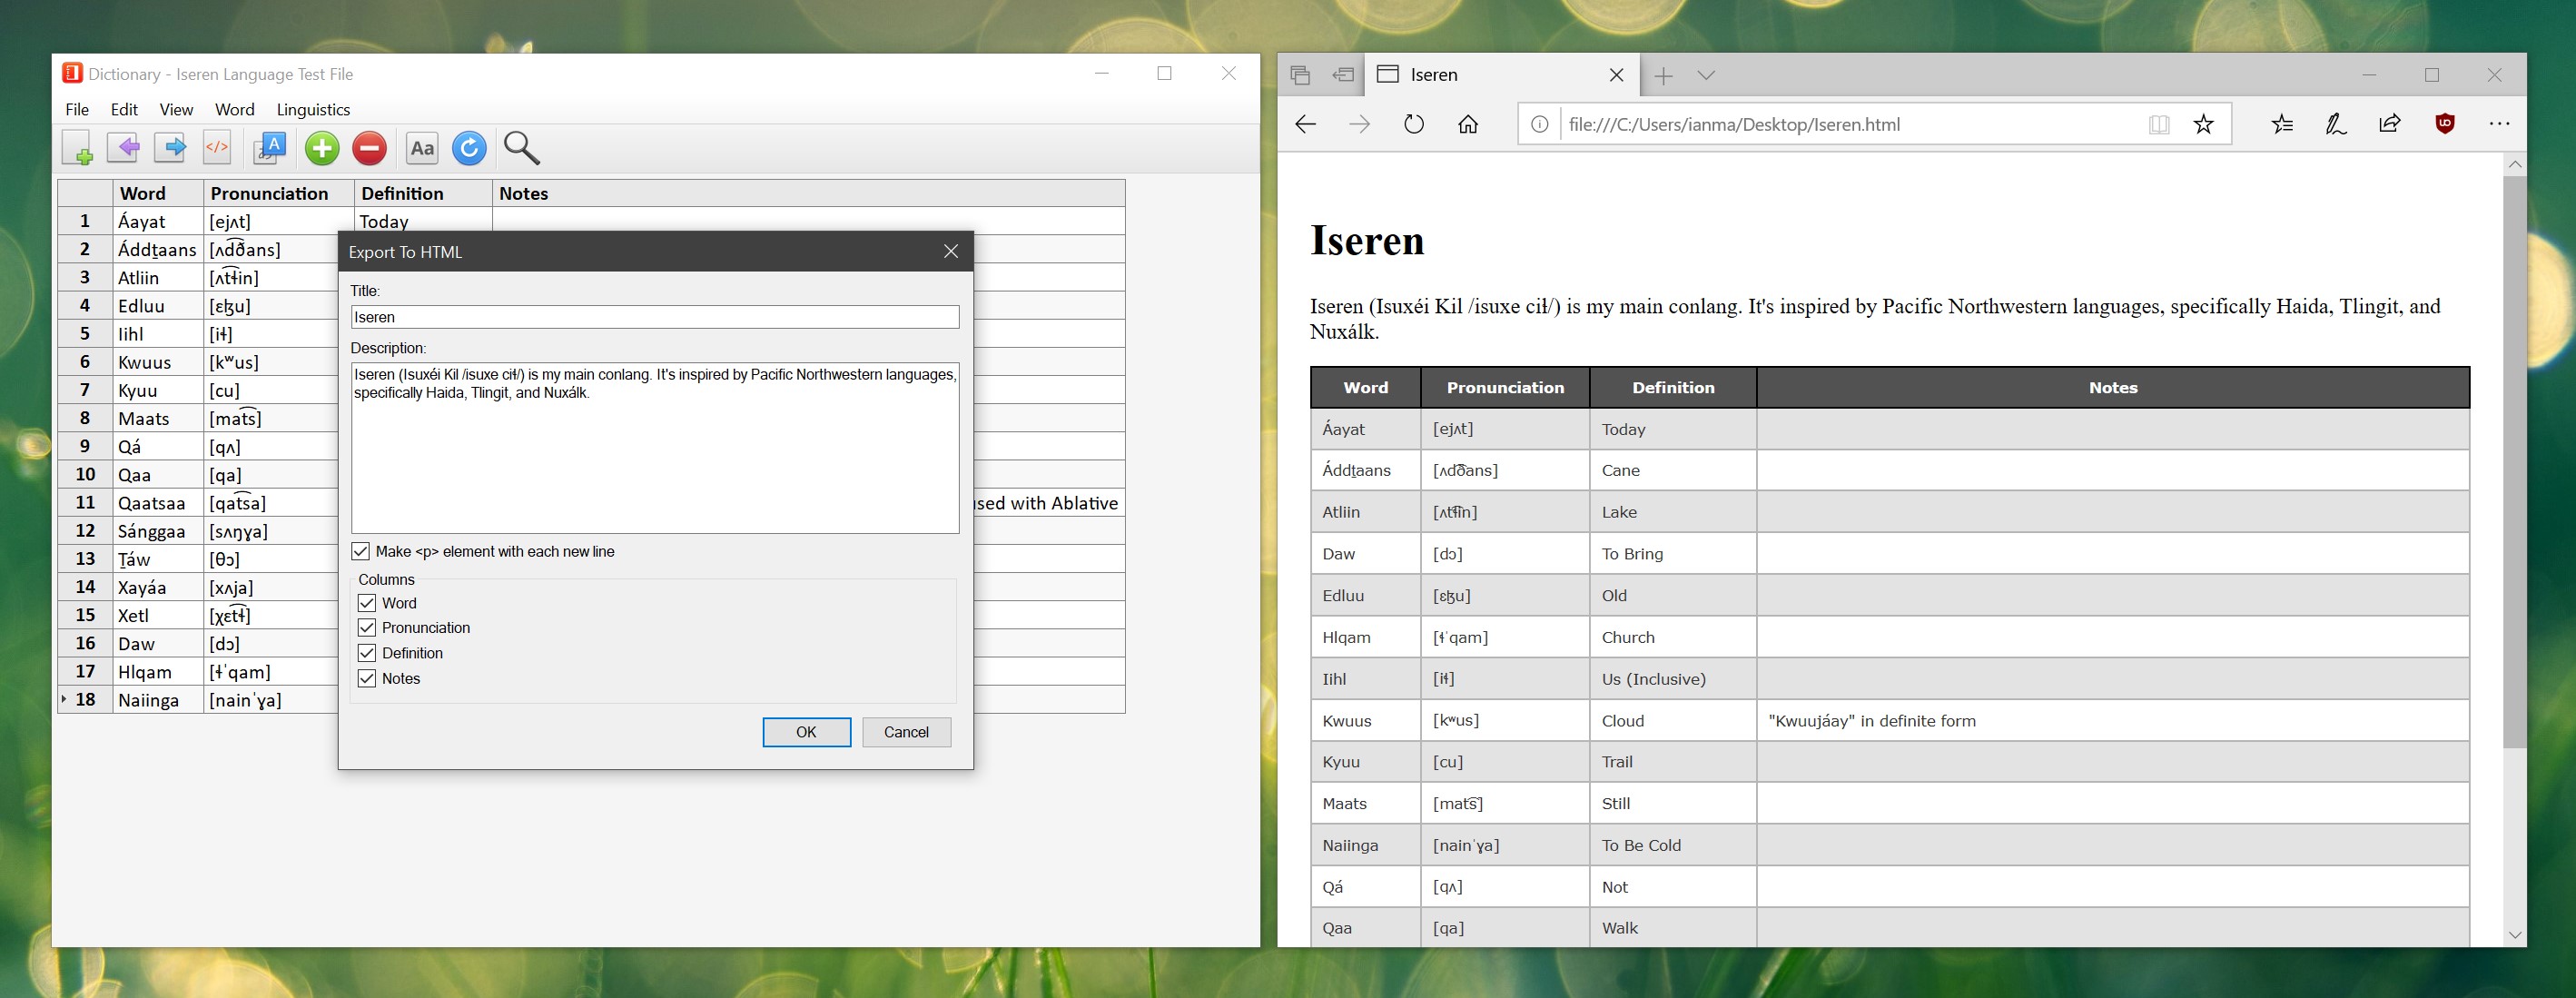 Dictionary - Iseren Language Test File
File Edit View Word Linguistics
</> A Aa
Word Pronunciation Definition Notes
1 Áayat [ejʌt] Today
2 Áddṯaans [ʌd͡ðans]
3 Atliin [ʌt͡ɬin]
4 Edluu [ɛɮu]
5 Iihl [iɬ]
6 Kwuus [kʷus]
7 Kyuu [cu]
8 Maats [mat͡s]
9 Qá [qʌ]
10 Qaa [qa]
11 Qaatsaa [qat͡sa] used with Ablative
12 Sánggaa [sʌŋɣa]
13 Ṯáw [θɔ]
14 Xayáa [xʌja]
15 Xetl [χɛt͡ɬ]
16 Daw [dɔ]
17 Hlqam [ɬˈqam]
18 Naiinga [nainˈɣa]
Export To HTML
Title:
Iseren
Description:
Iseren (Isuxéi Kil /isuxe ciɬ/) is my main conlang. It's inspired by Pacific Northwestern languages,
specifically Haida, Tlingit, and Nuxálk.
Make <p> element with each new line
Columns
Word
Pronunciation
Definition
Notes
OK Cancel
Iseren
file:///C:/Users/ianma/Desktop/Iseren.html
Iseren
Iseren (Isuxéi Kil /isuxe ciɬ/) is my main conlang. It's inspired by Pacific Northwestern languages, specifically Haida, Tlingit, and
Nuxálk.
Word Pronunciation Definition Notes
Áayat [ejʌt] Today
Áddṯaans [ʌd͡ðans] Cane
Atliin [ʌt͡ɬin] Lake
Daw [dɔ] To Bring
Edluu [ɛɮu] Old
Hlqam [ɬˈqam] Church
Iihl [iɬ] Us (Inclusive)
Kwuus [kʷus] Cloud "Kwuujáay" in definite form
Kyuu [cu] Trail
Maats [mat͡s] Still
Naiinga [nainˈɣa] To Be Cold
Qá [qʌ] Not
Qaa [qa] Walk